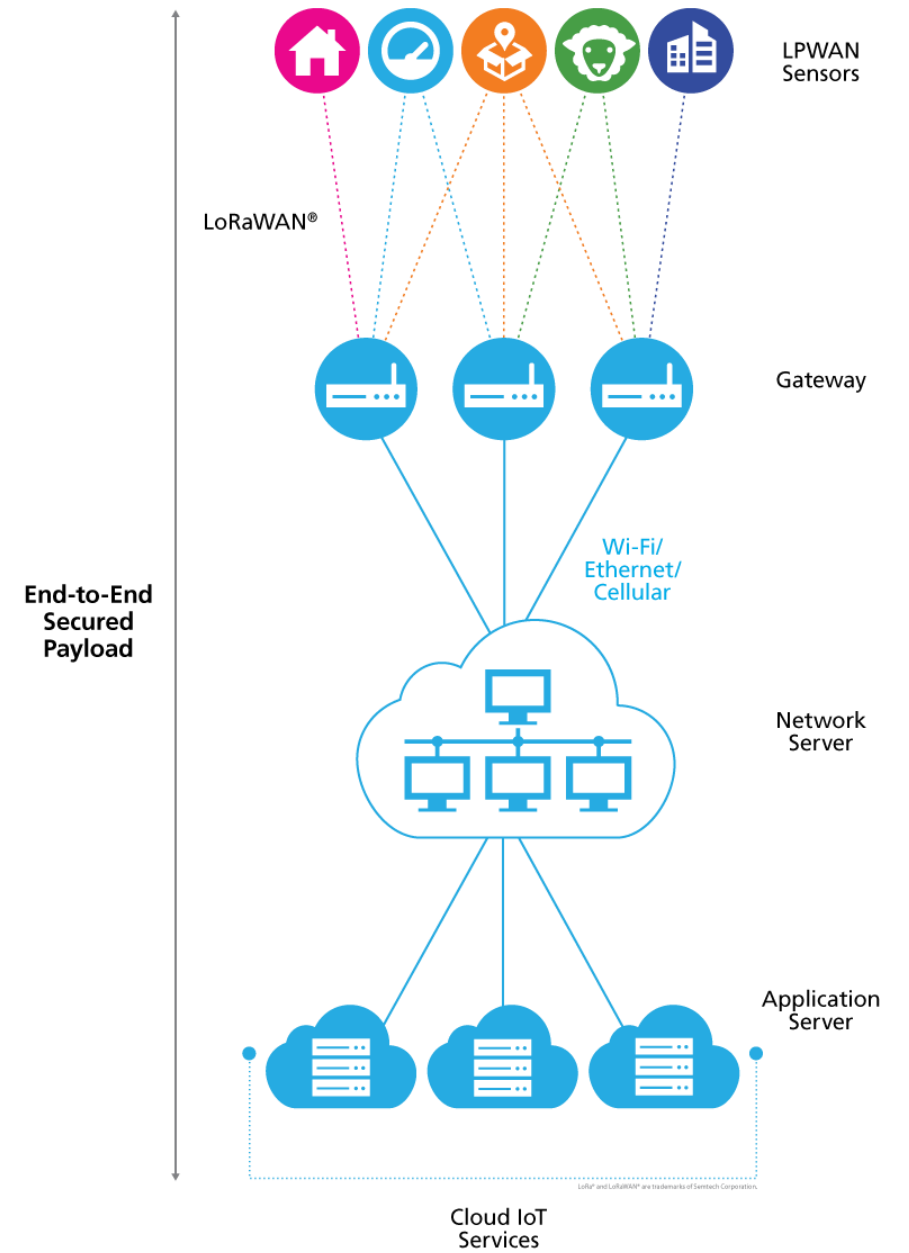 LPWAN
Sensors
LoRaWAN®
Gateway
Wi-Fi/
Ethernet/
Cellular
End-to-End
Secured
Payload
Network
Server
Application
Server
LoRa® and LoRaWAN® are trademarks of Semtech Corporation.
Cloud IoT
Services